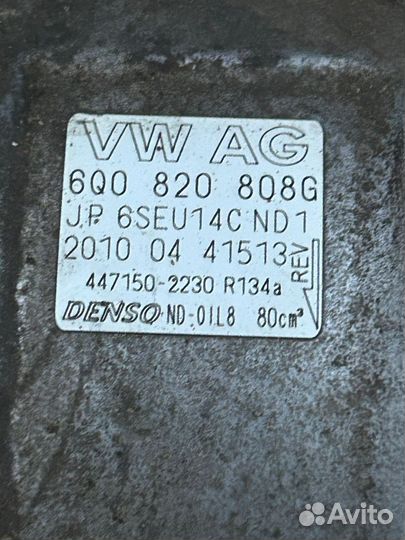 VW AG
6Q0 820 808G
JP 6SEU14C ND1
2010 04 41513
REV
447150-2230 R134a
DENSO ND-OIL8 80cm³
Avito